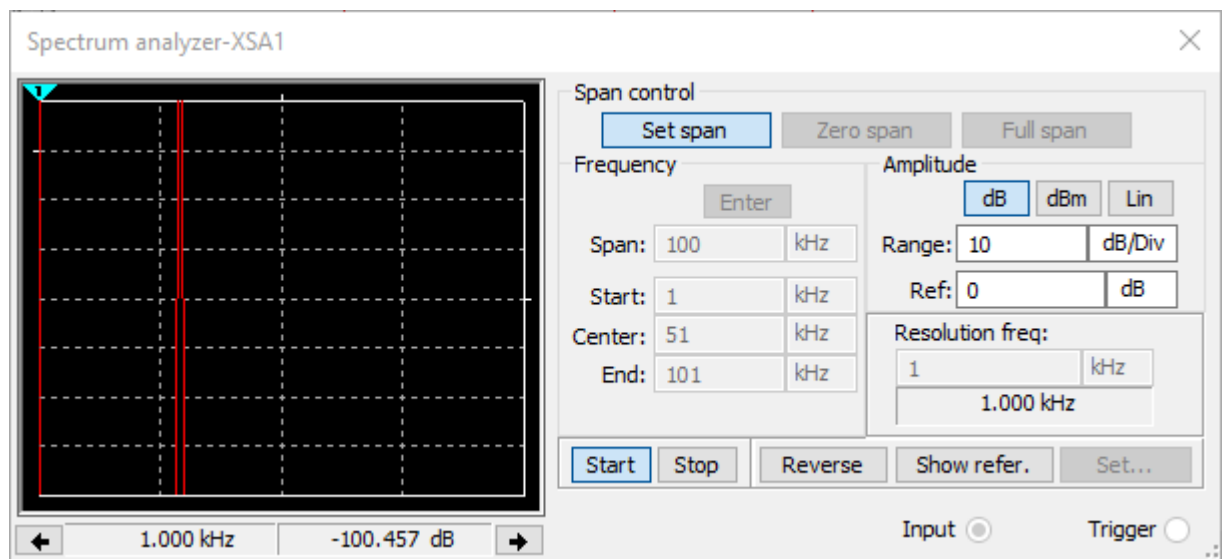 Spectrum analyzer-XSA1
1
Span control
Set span Zero span Full span
Frequency
Enter
Span: 100 kHz
Start: 1 kHz
Center: 51 kHz
End: 101 kHz
Amplitude
dB dBm Lin
Range: 10 dB/Div
Ref: 0 dB
Resolution freq:
1 kHz
1.000 kHz
Start Stop Reverse Show refer. Set...
1.000 kHz -100.457 dB
Input Trigger